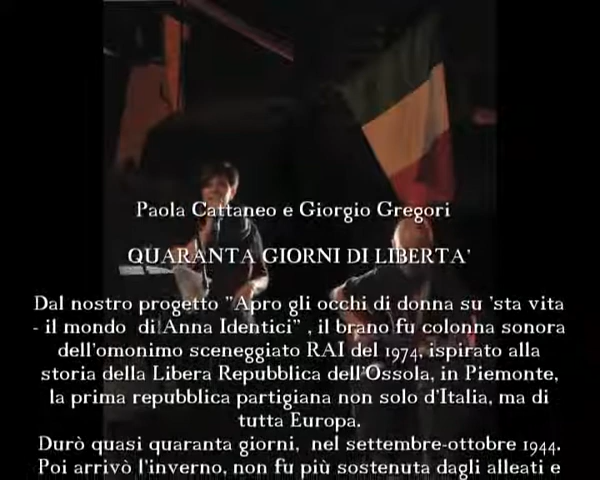 Paola Cattaneo e Giorgio Gregori
QUARANTA GIORNI DI LIBERTA'
Dal nostro progetto "Apro gli occhi di donna su 'sta vita
- il mondo di Anna Identici" , il brano fu colonna sonora
dell'omonimo sceneggiato RAI del 1974, ispirato alla
storia della Libera Repubblica dell'Ossola, in Piemonte,
la prima repubblica partigiana non solo d'Italia, ma di
tutta Europa.
Durò quasi quaranta giorni, nel settembre-ottobre 1944.
Poi arrivò l'inverno, non fu più sostenuta dagli alleati e